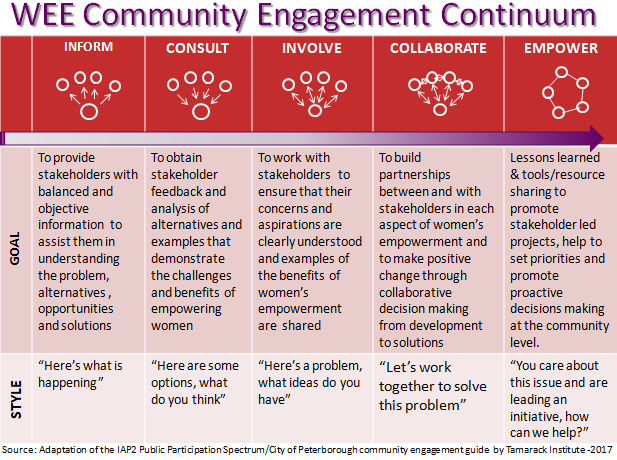 WEE Community Engagement Continuum
INFORM
CONSULT
INVOLVE
COLLABORATE
EMPOWER
GOAL
To provide
stakeholders with
balanced and
objective
information to
assist them in
understanding
the problem,
alternatives ,
opportunities
and solutions
To obtain
stakeholder
feedback and
analysis of
alternatives and
examples that
demonstrate
the challenges
and benefits of
empowering
women
To work with
stakeholders to
ensure that their
concerns and
aspirations are
clearly understood
and examples of
the benefits of
women's
empowerment
are shared
To build
partnerships
between and with
stakeholders in each
aspect of women's
empowerment and
to make positive
change through
collaborative
decision making
from development
to solutions
Lessons learned
& tools/resource
sharing to
promote
stakeholder led
projects, help to
set priorities and
promote
proactive
decisions making
at the community
level.
STYLE
"Here's what is
happening"
"Here are some
options, what
do you think"
"Here's a problem,
what ideas do you
have"
"Let's work
together to solve
this problem"
"You care about
this issue and are
leading an
initiative, how
can we help?"
Source: Adaptation of the IAP2 Public Participation Spectrum/City of Peterborough community engagement guide by Tamarack Institute -2017